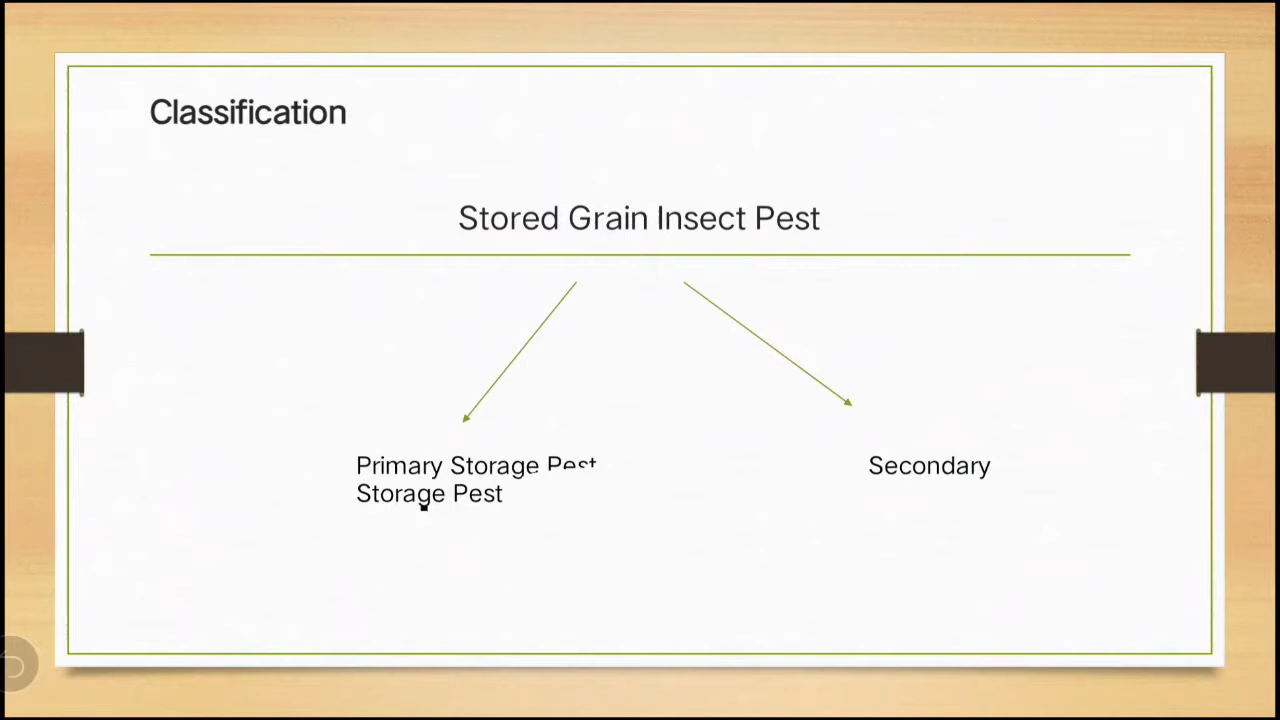 Classification
Stored Grain Insect Pest
Primary Storage Pest Secondary
Storage Pest